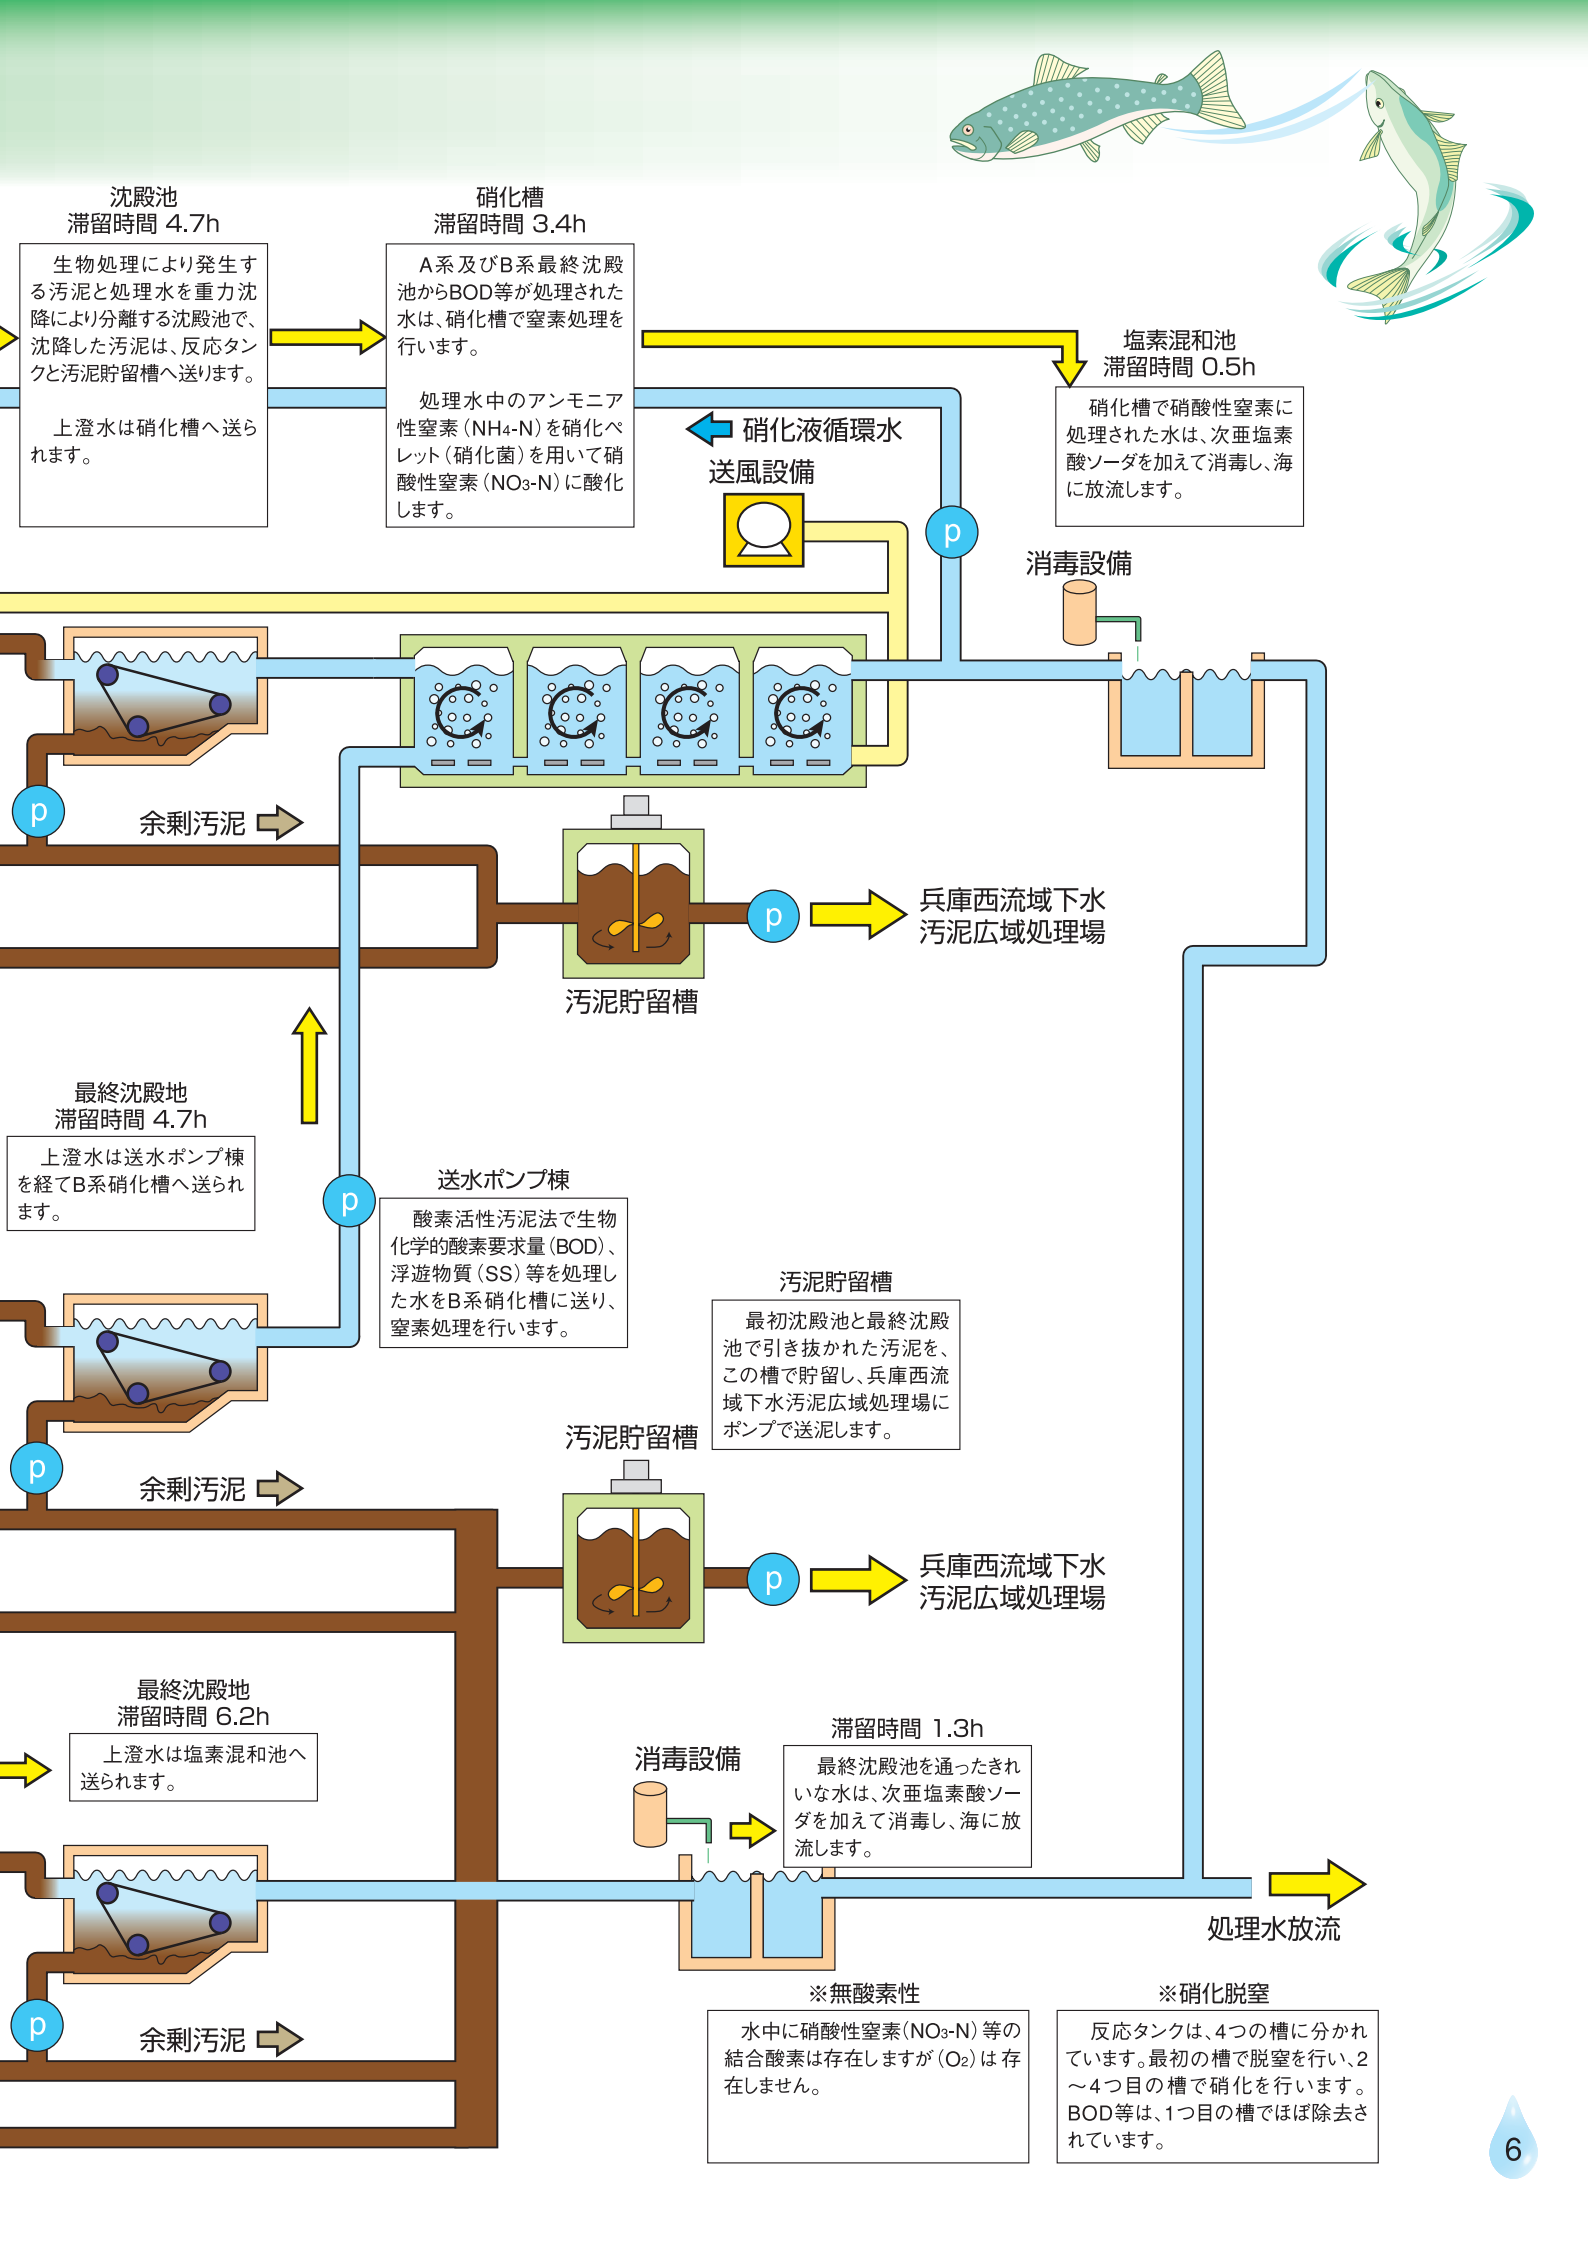 沈殿池
滞留時間 4.7h
生物処理により発生す
る汚泥と処理水を重力沈
降により分離する沈殿池で、
沈降した汚泥は、反応タン
クと汚泥貯留槽へ送ります。
上澄水は硝化槽へ送ら
れます。
硝化槽
滞留時間 3.4h
A系及びB系最終沈殿
池からBOD等が処理された
水は、硝化槽で窒素処理を
行います。
処理水中のアンモニア
性窒素(NH4-N)を硝化ペ
レット(硝化菌)を用いて硝
酸性窒素(NO3-N)に酸化
します。
塩素混和池
滞留時間 0.5h
硝化槽で硝酸性窒素に
処理された水は、次亜塩素
酸ソーダを加えて消毒し、海
に放流します。
硝化液循環水
送風設備
p
消毒設備
p
余剰汚泥
p
兵庫西流域下水
汚泥広域処理場
汚泥貯留槽
最終沈殿地
滞留時間 4.7h
上澄水は送水ポンプ棟
を経てB系硝化槽へ送られ
ます。
p
送水ポンプ棟
酸素活性汚泥法で生物
化学的酸素要求量(BOD)、
浮遊物質(SS)等を処理し
た水をB系硝化槽に送り、
窒素処理を行います。
汚泥貯留槽
最初沈殿池と最終沈殿
池で引き抜かれた汚泥を、
この槽で貯留し、兵庫西流
域下水汚泥広域処理場に
ポンプで送泥します。
汚泥貯留槽
p
余剰汚泥
p
兵庫西流域下水
汚泥広域処理場
最終沈殿地
滞留時間 6.2h
上澄水は塩素混和池へ
送られます。
消毒設備
滞留時間 1.3h
最終沈殿池を通ったきれ
いな水は、次亜塩素酸ソー
ダを加えて消毒し、海に放
流します。
処理水放流
p
余剰汚泥
※無酸素性
水中に硝酸性窒素(NO3-N)等の
結合酸素は存在しますが(O2)は存
在しません。
※硝化脱窒
反応タンクは、4つの槽に分かれ
ています。最初の槽で脱窒を行い、2
～4つ目の槽で硝化を行います。
BOD等は、1つ目の槽でほぼ除去さ
れています。
6